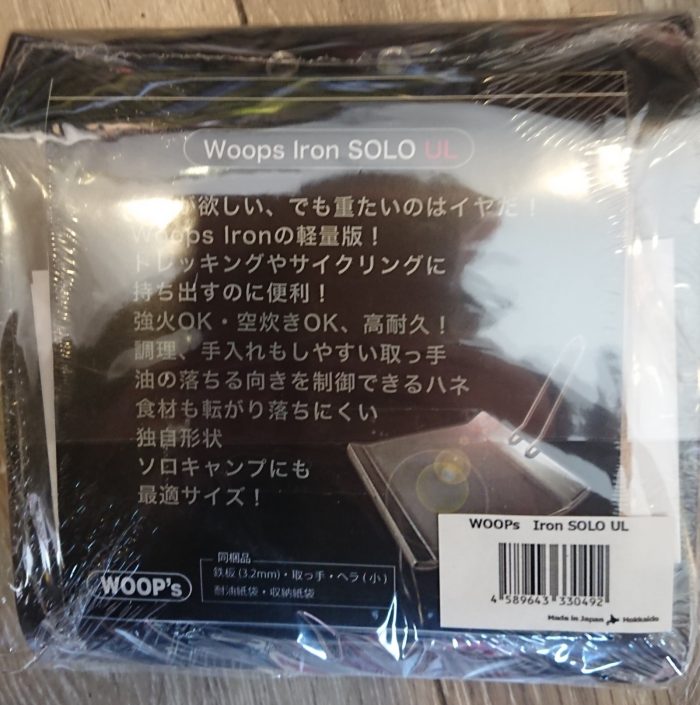 Woops Iron SOLO UL
が欲しい、でも重たいのはイヤだ！
Woops Ironの軽量版！
トレッキングやサイクリングに
持ち出すのに便利！
強火OK・空炊きOK、高耐久！
調理、手入れもしやすい取っ手
油の落ちる向きを制御できるハネ
食材も転がり落ちにくい
独自形状
ソロキャンプにも
最適サイズ！
WOOP's
同梱品
鉄板(3.2mm)・取っ手・ヘラ(小)
耐油紙袋・収納紙袋
WOOPs Iron SOLO UL
4 589643 330492
Made in Japan Hokkaido